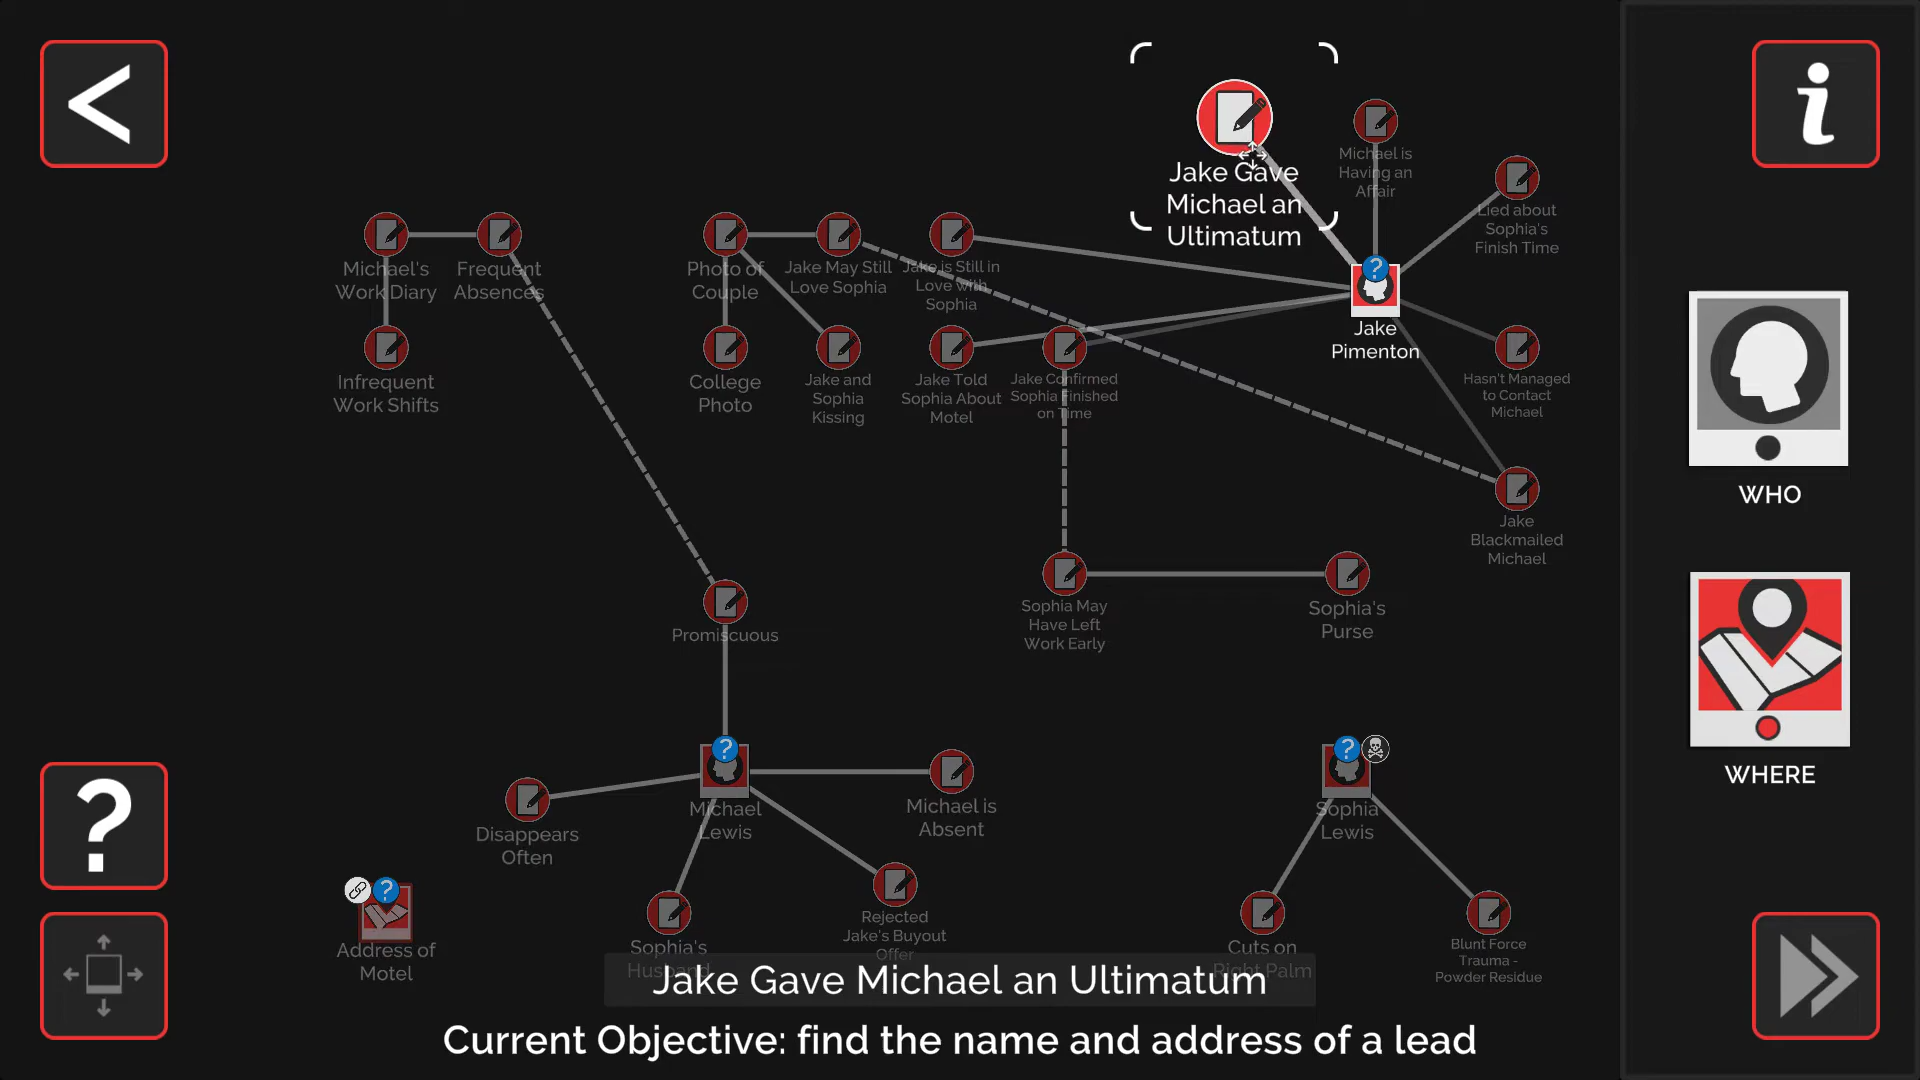 Jake Gave
Michael an
Ultimatum
Michael is
Having an
Affair
Lied about
Sophia's
Finish Time
Michael's
Work Diary
Frequent
Absences
Photo of
Couple
Jake May Still
Love Sophia
Jake is Still in
Love with
Sophia
Jake
Pimenton
Infrequent
Work Shifts
College
Photo
Jake and
Sophia
Kissing
Jake Told
Sophia About
Motel
Jake Confirmed
Sophia Finished
on Time
Hasn't Managed
to Contact
Michael
WHO
Jake
Blackmailed
Michael
Promiscuous
Sophia May
Have Left
Work Early
Sophia's
Purse
WHERE
Michael
Lewis
Michael is
Absent
Sophia
Lewis
Disappears
Often
Address of
Motel
Sophia's
Husband
Rejected
Jake's Buyout
Offer
Cuts on
Right Palm
Blunt Force
Trauma -
Powder Residue
Jake Gave Michael an Ultimatum
Current Objective: find the name and address of a lead